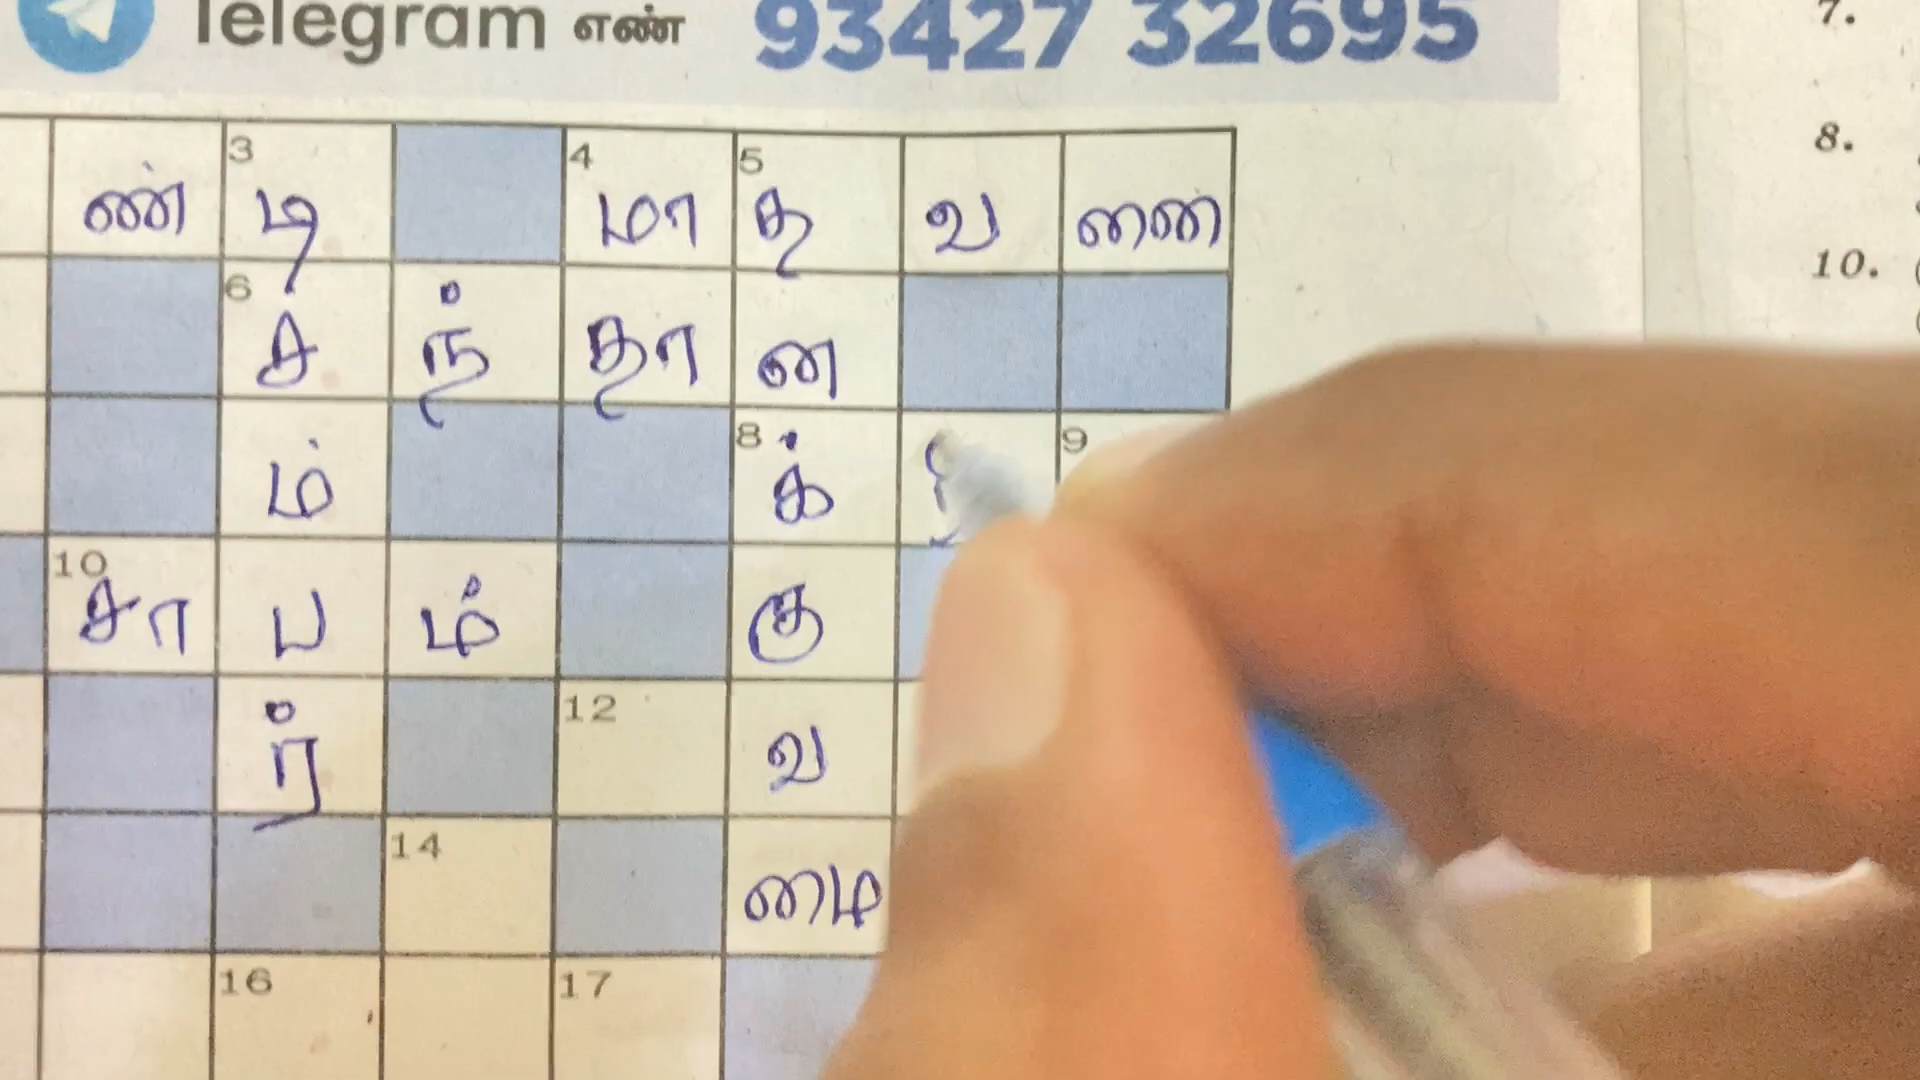 Telegram எண் 93427 32695
7.
8.
10.
ண் 3 டி 4 மா 5 த வ ணை
6 ச ந் தா ன
ம் 8 க் 9
10 சா ப ம் கு
ர் 12 வ
14 மை
16 17